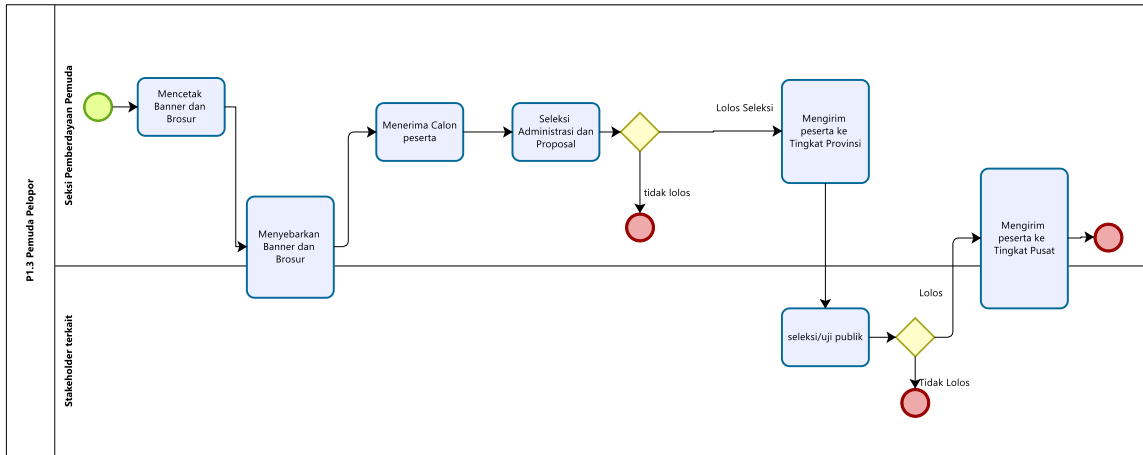 P1.3 Pemuda Pelopor
Seksi Pemberdayaan Pemuda
Mencetak
Banner dan
Brosur
Menyebarkan
Banner dan
Brosur
Menerima Calon
peserta
Seleksi
Administrasi dan
Proposal
Lolos Seleksi
tidak lolos
Mengirim
peserta ke
Tingkat Provinsi
Mengirim
peserta ke
Tingkat Pusat
Stakeholder terkait
seleksi/uji publik
Lolos
Tidak Lolos